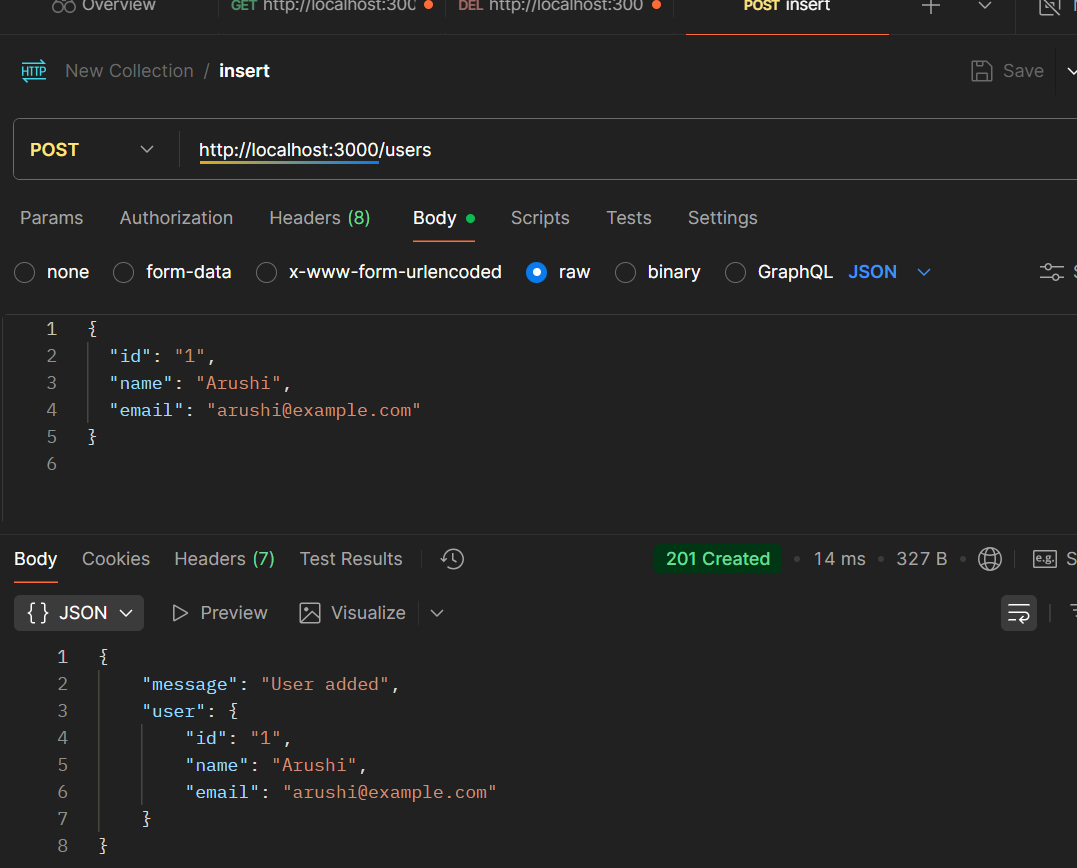 Overview GET http://localhost:300 DEL http://localhost:300 POST insert
HTTP New Collection / insert Save
POST http://localhost:3000/users
Params Authorization Headers (8) Body Scripts Tests Settings
none form-data x-www-form-urlencoded raw binary GraphQL JSON
1 {
2 "id": "1",
3 "name": "Arushi",
4 "email": "arushi@example.com"
5 }
6
Body Cookies Headers (7) Test Results 201 Created • 14 ms • 327 B • e.g. S
{} JSON Preview Visualize
1 {
2 "message": "User added",
3 "user": {
4 "id": "1",
5 "name": "Arushi",
6 "email": "arushi@example.com"
7 }
8 }